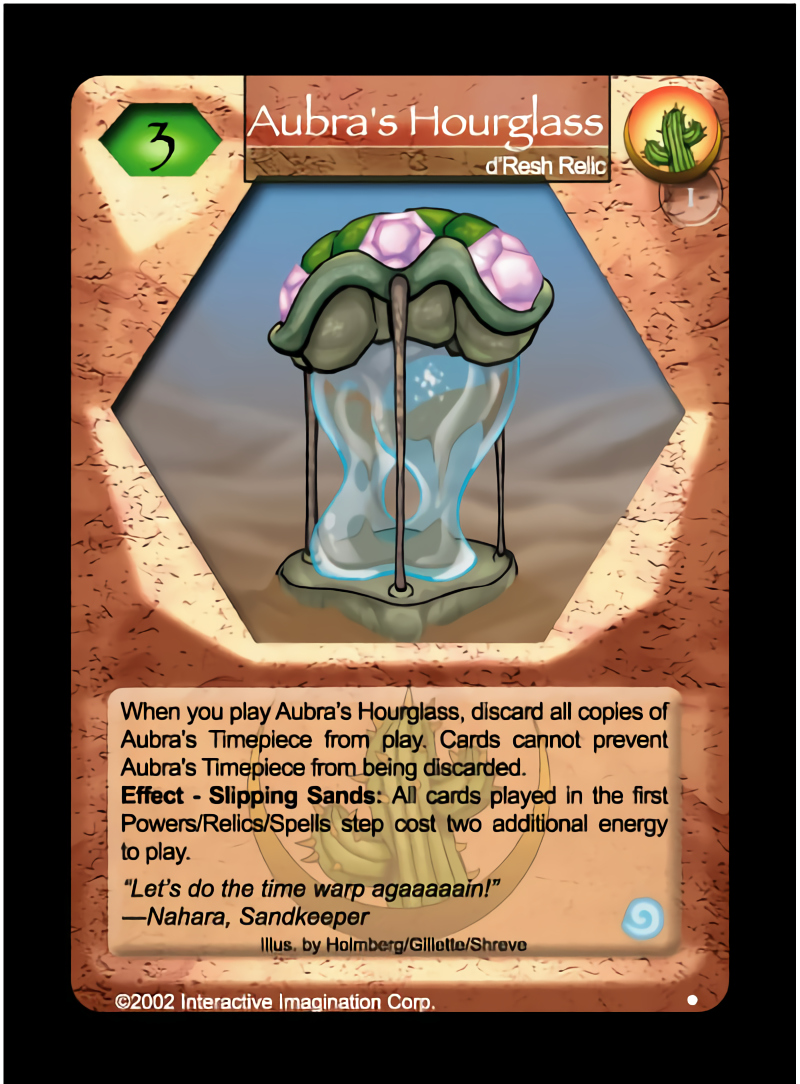 3
Aubra's Hourglass
d'Resh Relic
I
When you play Aubra's Hourglass, discard all copies of
Aubra's Timepiece from play. Cards cannot prevent
Aubra's Timepiece from being discarded.
Effect - Slipping Sands: All cards played in the first
Powers/Relics/Spells step cost two additional energy
to play.
"Let's do the time warp agaaaaain!"
—Nahara, Sandkeeper
Illus. by Holmberg/Gillette/Shreve
©2002 Interactive Imagination Corp.